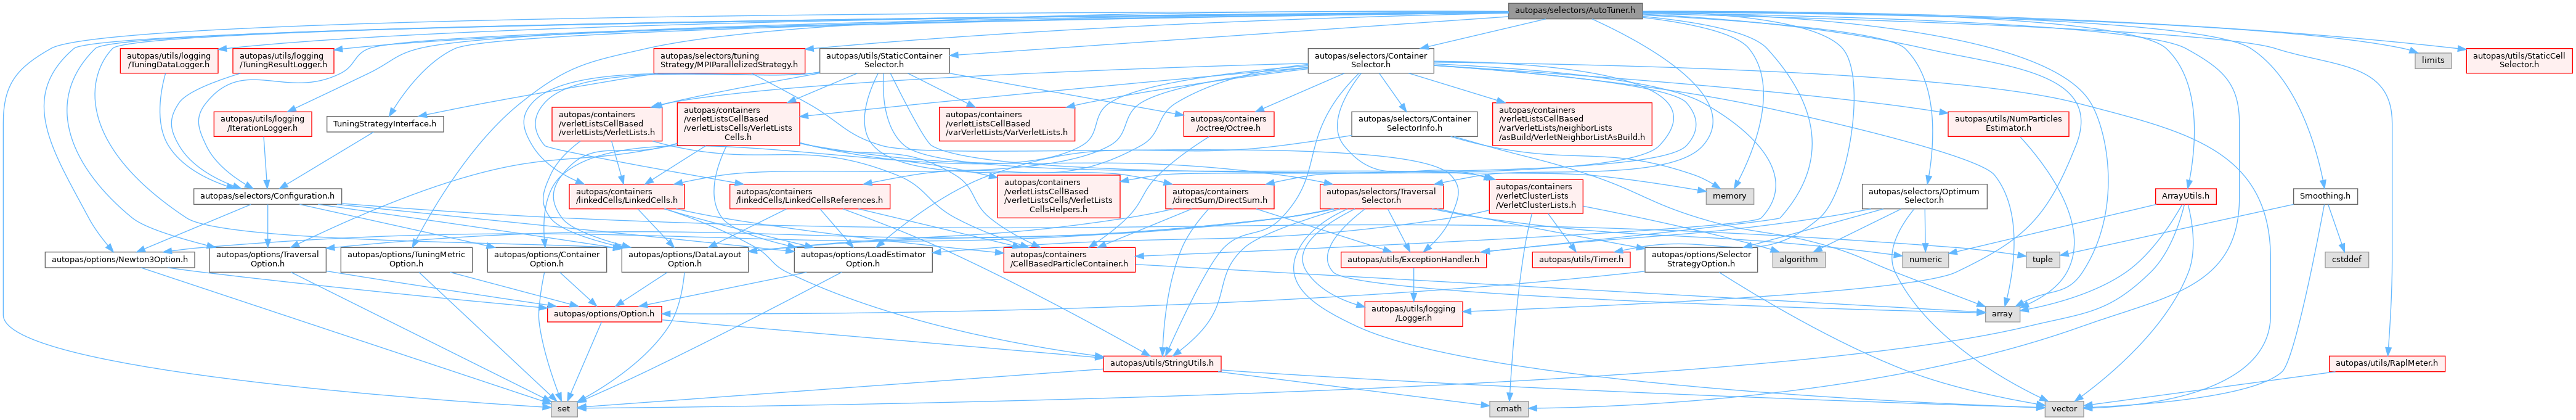 autopas/selectors/AutoTuner.h
autopas/utils/logging
/TuningDataLogger.h
autopas/utils/logging
/TuningResultLogger.h
autopas/selectors/tuning
Strategy/MPIParallelizedStrategy.h
autopas/utils/StaticContainer
Selector.h
autopas/selectors/Container
Selector.h
limits
autopas/utils/StaticCell
Selector.h
autopas/utils/logging
/IterationLogger.h
TuningStrategyInterface.h
autopas/containers
/verletListsCellBased
/verletLists/VerletLists.h
autopas/containers
/verletListsCellBased
/verletListsCells/VerletLists
Cells.h
autopas/containers
/verletListsCellBased
/varVerletLists/VarVerletLists.h
autopas/containers
/octree/Octree.h
autopas/selectors/Container
SelectorInfo.h
autopas/containers
/verletListsCellBased
/varVerletLists/neighborLists
/asBuild/VerletNeighborListAsBuild.h
autopas/utils/NumParticles
Estimator.h
autopas/selectors/Configuration.h
autopas/containers
/linkedCells/LinkedCells.h
autopas/containers
/linkedCells/LinkedCellsReferences.h
autopas/containers
/verletListsCellBased
/verletListsCells/VerletLists
CellsHelpers.h
autopas/containers
/directSum/DirectSum.h
autopas/selectors/Traversal
Selector.h
autopas/containers
/verletClusterLists
/VerletClusterLists.h
memory
autopas/selectors/Optimum
Selector.h
ArrayUtils.h
Smoothing.h
autopas/options/Newton3Option.h
autopas/options/Traversal
Option.h
autopas/options/TuningMetric
Option.h
autopas/options/Container
Option.h
autopas/options/DataLayout
Option.h
autopas/options/LoadEstimator
Option.h
autopas/containers
/CellBasedParticleContainer.h
autopas/utils/ExceptionHandler.h
autopas/utils/Timer.h
autopas/options/Selector
StrategyOption.h
algorithm
numeric
tuple
cstddef
autopas/options/Option.h
autopas/utils/logging
/Logger.h
array
autopas/utils/StringUtils.h
autopas/utils/RaplMeter.h
set
cmath
vector